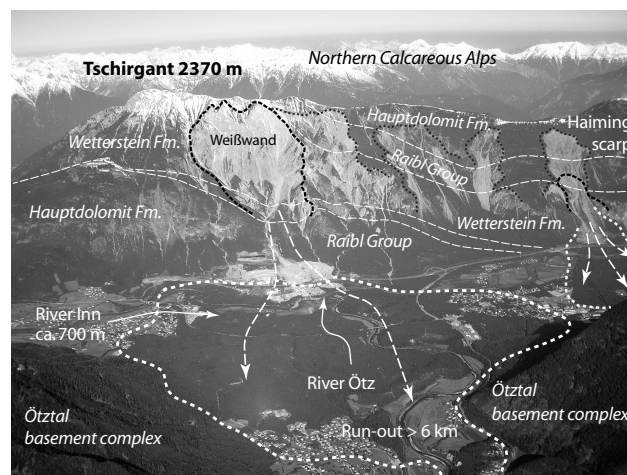 Northern Calcareous Alps
Tschirgant 2370 m
Hauptdolomit Fm.
Haiming
scarp
Wetterstein Fm.
Weißwand
Raibl Group
Hauptdolomit Fm.
Wetterstein Fm.
Raibl Group
River Inn
ca. 700 m
River Ötz
Ötztal
basement complex
Ötztal
basement complex
Run-out > 6 km